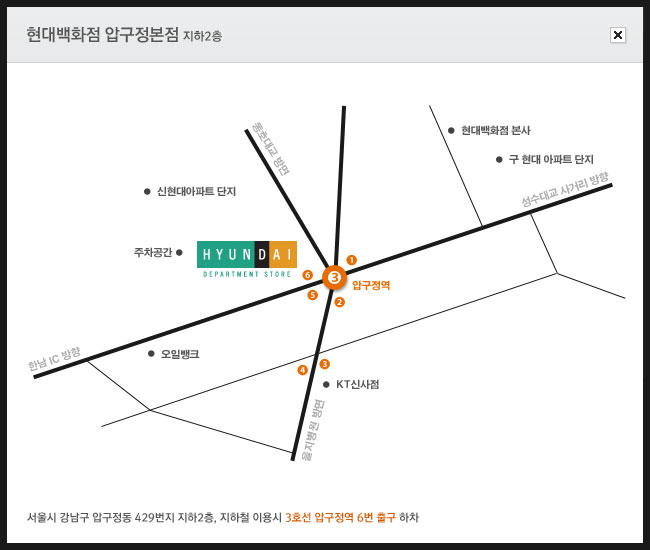 현대백화점 압구정본점 지하2층
동호대교 방면
현대백화점 본사
구 현대 아파트 단지
성수대교 사거리 방향
신현대아파트 단지
주차공간
HYUNDAI
DEPARTMENT STORE
1
6
3
압구정역
5
2
한남 IC 방향
오일뱅크
4
3
KT신사점
을지병원 방면
서울시 강남구 압구정동 429번지 지하2층, 지하철 이용시 3호선 압구정역 6번 출구 하차